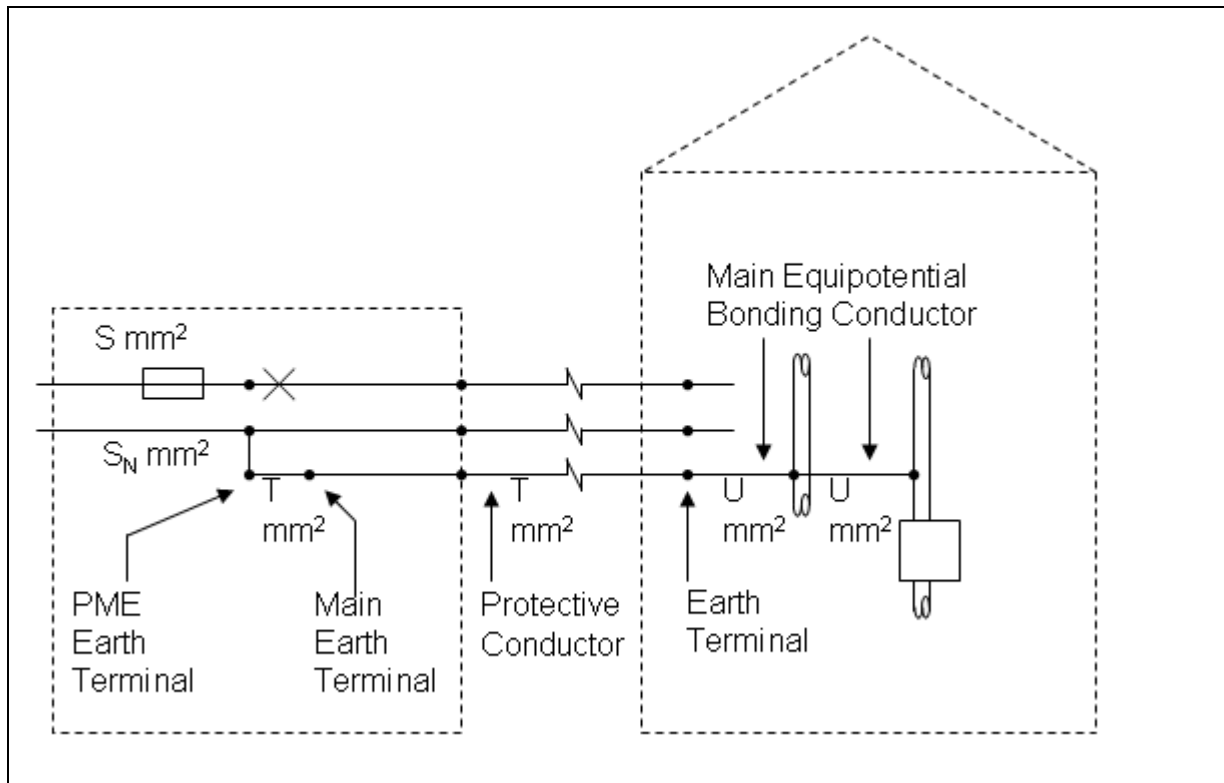 Main Equipotential
Bonding Conductor
S mm²
S_N mm²
T
mm²
T
mm²
U
mm²
U
mm²
PME
Earth
Terminal
Main
Earth
Terminal
Protective
Conductor
Earth
Terminal